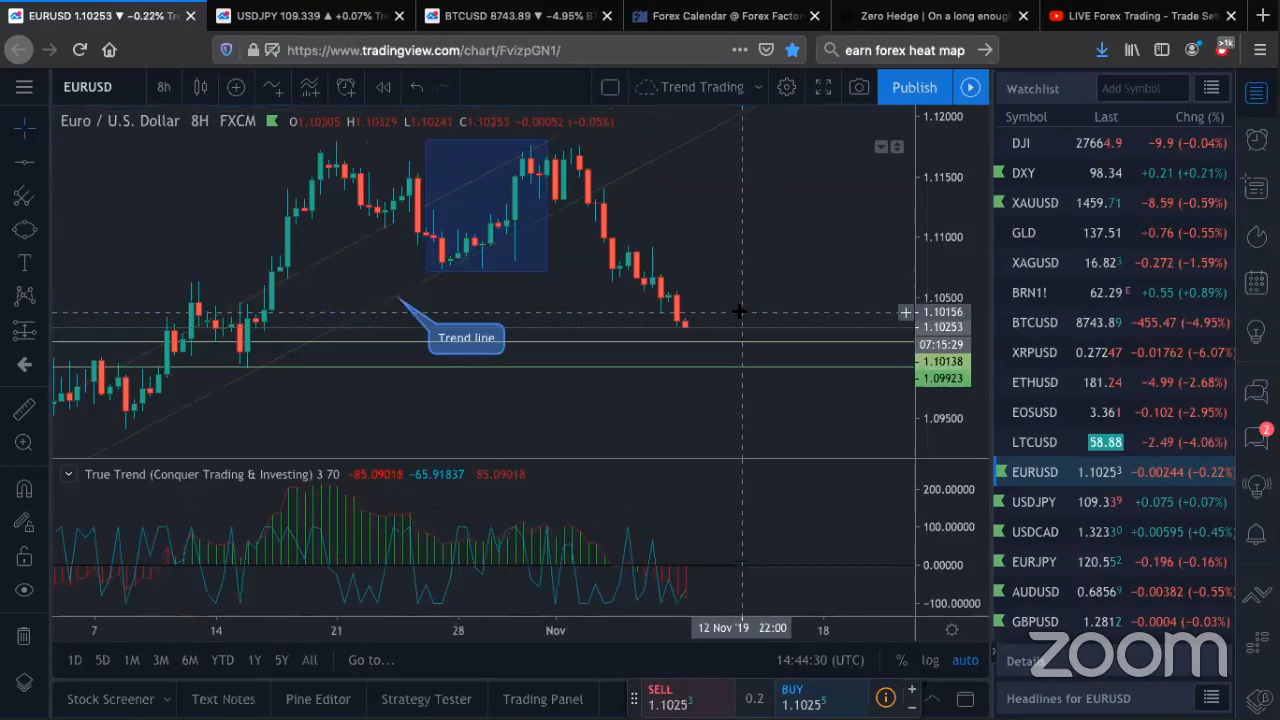 EURUSD 1.10253 ▼ −0.22% Tr
USDJPY 109.339 ▲ +0.07% Tr
BTCUSD 8743.89 ▼ −4.95% B
Forex Calendar @ Forex Factor
Zero Hedge | On a long enough
LIVE Forex Trading - Trade Set
https://www.tradingview.com/chart/FvizpGN1/
earn forex heat map
>1k
EURUSD
8h
Trend Trading
Publish
Watchlist
Add Symbol
Euro / U.S. Dollar 8H FXCM
O1.10305 H1.10329 L1.10241 C1.10253 −0.00052 (−0.05%)
Symbol Last Chng (%)
DJI 27664.9 −9.9 (−0.04%)
DXY 98.34 +0.21 (+0.21%)
XAUUSD 1459.71 −8.59 (−0.59%)
GLD 137.51 −0.76 (−0.55%)
XAGUSD 16.823 −0.272 (−1.59%)
BRN1! 62.29 E +0.55 (+0.89%)
BTCUSD 8743.89 −455.47 (−4.95%)
XRPUSD 0.27247 −0.01762 (−6.07%)
ETHUSD 181.24 −4.99 (−2.68%)
EOSUSD 3.361 −0.102 (−2.95%)
LTCUSD 58.88 −2.49 (−4.06%)
EURUSD 1.10253 −0.00244 (−0.22%)
USDJPY 109.339 +0.075 (+0.07%)
USDCAD 1.32330 +0.00595 (+0.45%)
EURJPY 120.552 −0.196 (−0.16%)
AUDUSD 0.68569 −0.00382 (−0.55%)
GBPUSD 1.2812 −0.0004 (−0.03%)
2
1.12000
1.11500
1.11000
1.10500
1.10156
1.10253
07:15:29
1.10138
1.09923
1.09500
Trend line
True Trend (Conquer Trading & Investing) 3 70 −85.09018 −65.91837 85.09018
200.00000
100.00000
0.00000
−100.00000
7
14
21
28
Nov
12 Nov '19 22:00
18
1D 5D 1M 3M 6M YTD 1Y 5Y All
Go to...
14:44:30 (UTC)
% log auto
Details
zoom
Stock Screener
Text Notes
Pine Editor
Strategy Tester
Trading Panel
SELL
1.10253
0.2
BUY
1.10255
Headlines for EURUSD